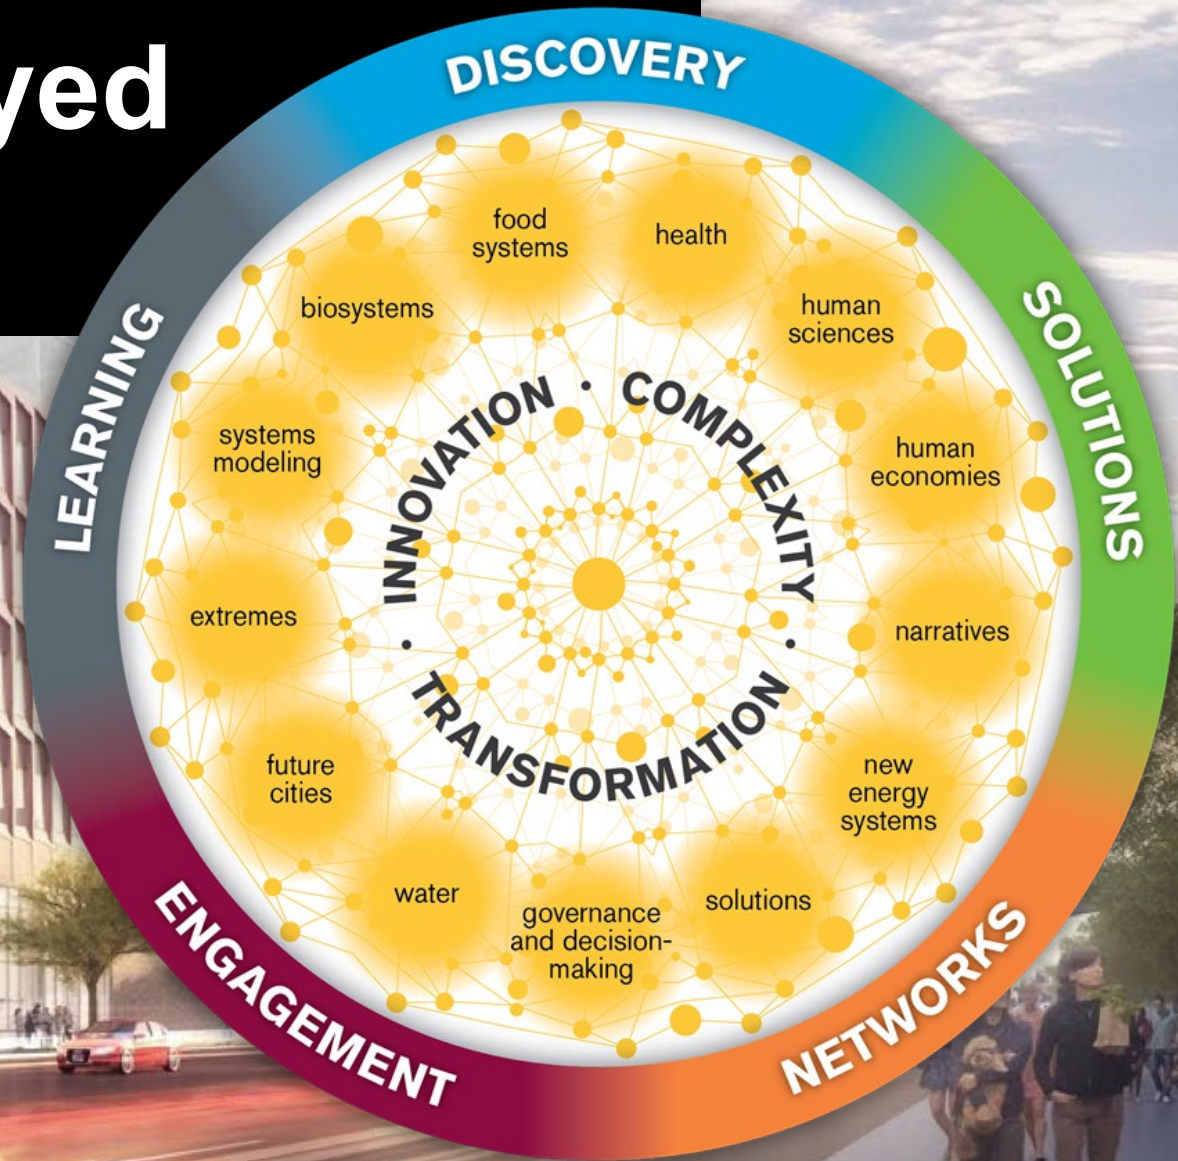 yed
DISCOVERY
SOLUTIONS
NETWORKS
ENGAGEMENT
LEARNING
food
systems
health
human
sciences
human
economies
narratives
new
energy
systems
solutions
governance
and decision-
making
water
future
cities
extremes
systems
modeling
biosystems
INNOVATION • COMPLEXITY • TRANSFORMATION •